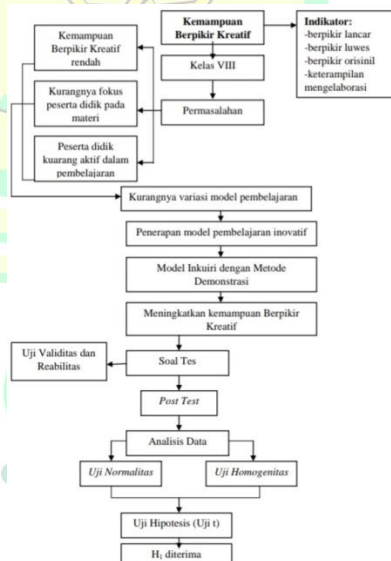 Kemampuan
Berpikir Kreatif
Indikator:
-berpikir lancar
-berpikir luwes
-berpikir orisinil
-keterampilan
mengelaborasi
Kemampuan
Berpikir Kreatif
rendah
Kelas VIII
Kurangnya fokus
peserta didik pada
materi
Permasalahan
Peserta didik
kuarang aktif dalam
pembelajaran
Kurangnya variasi model pembelajaran
Penerapan model pembelajaran inovatif
Model Inkuiri dengan Metode
Demonstrasi
Meningkatkan kemampuan Berpikir
Kreatif
Uji Validitas dan
Reabilitas
Soal Tes
Post Test
Analisis Data
Uji Normalitas
Uji Homogenitas
Uji Hipotesis (Uji t)
H₁ diterima